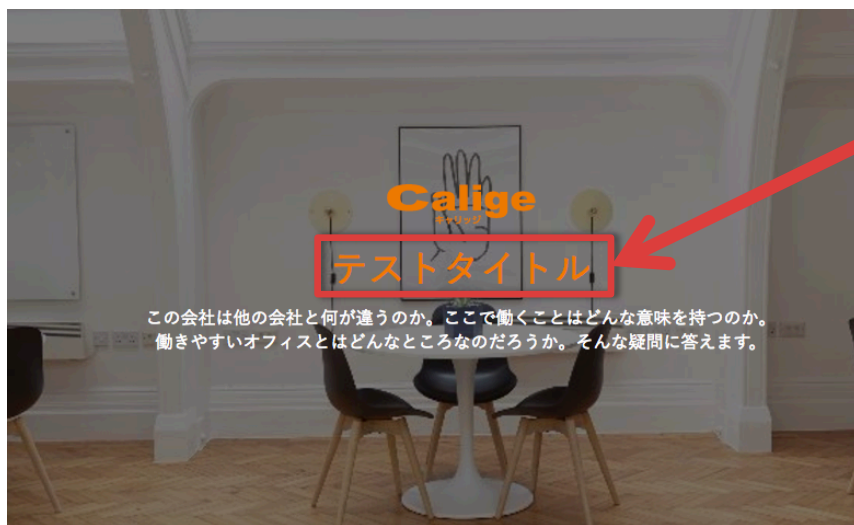 Calige
キャリッジ
テストタイトル
この会社は他の会社と何が違うのか。ここで働くことはどんな意味を持つのか。
働きやすいオフィスとはどんなところなのだろうか。そんな疑問に答えます。